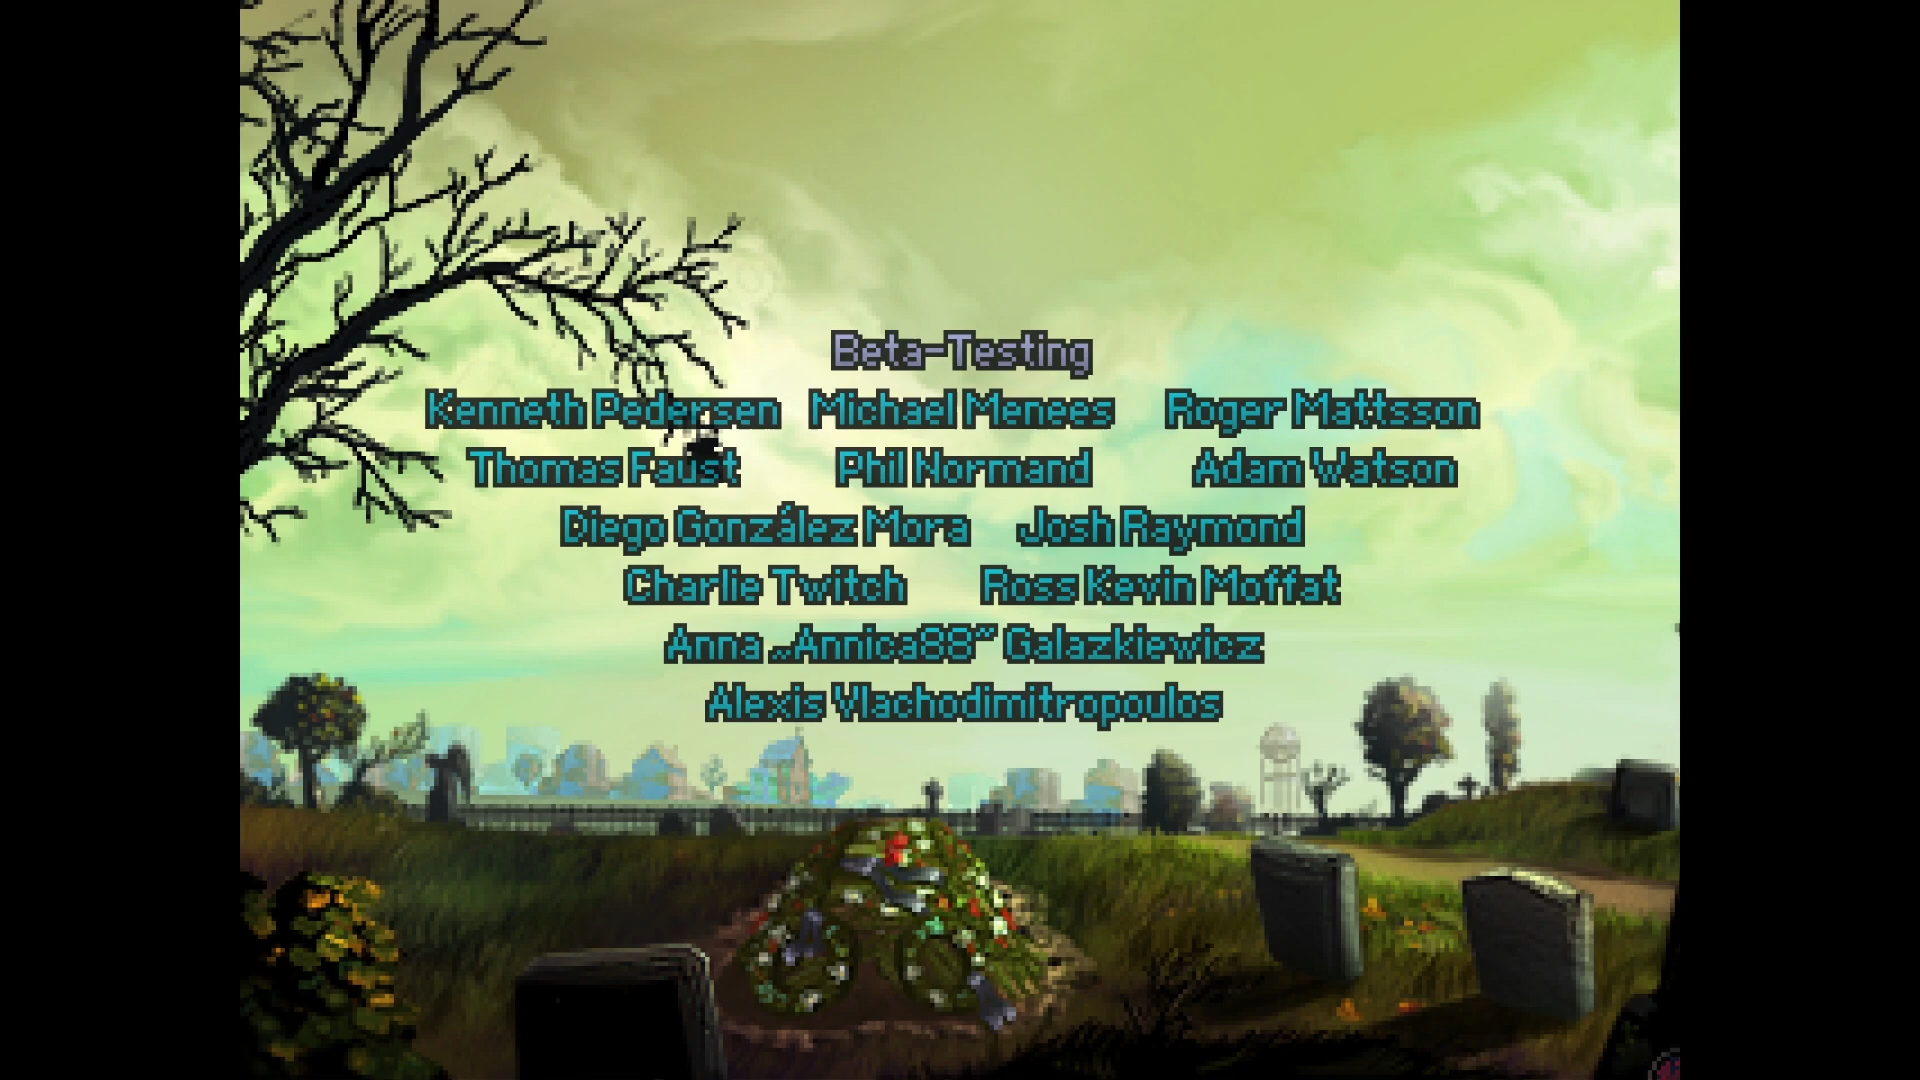 Beta-Testing
Kenneth Pedersen Michael Menees Roger Mattsson
Thomas Faust Phil Normand Adam Watson
Diego González Mora Josh Raymond
Charlie Twitch Ross Kevin Moffat
Anna „Annica88” Galazkiewicz
Alexis Vlachodimitropoulos